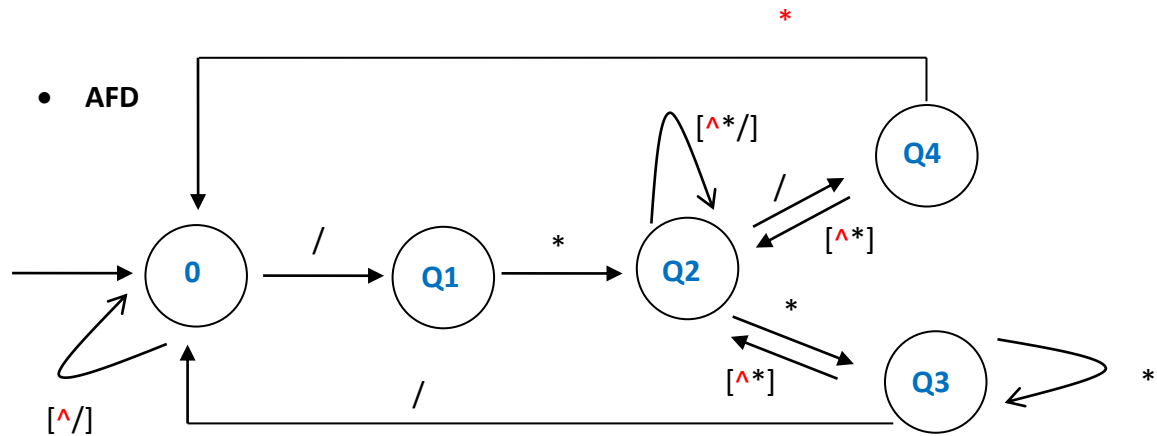 *
• AFD
[^*/]
Q4
/
[^*]
/
*
0
Q1
Q2
*
[^*]
Q3
*
/
[^/]